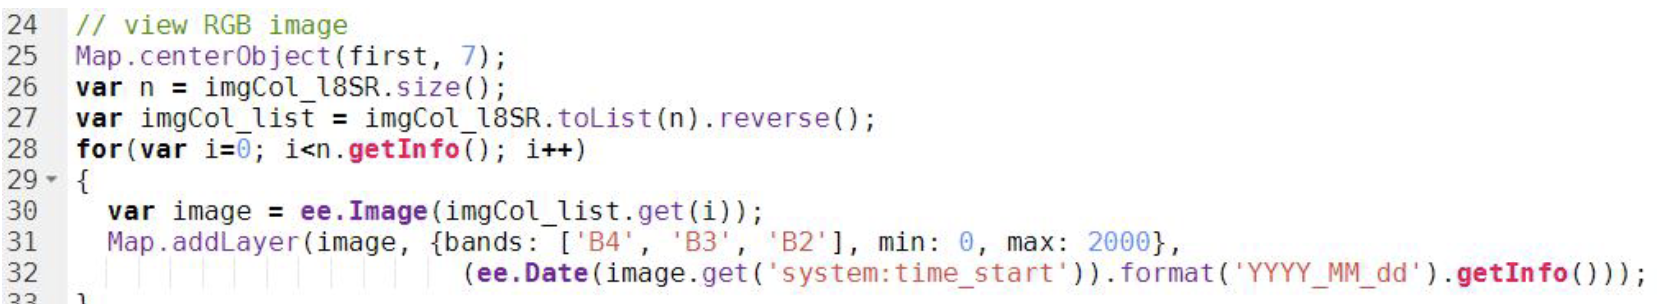 24 // view RGB image
25 Map.centerObject(first, 7);
26 var n = imgCol_l8SR.size();
27 var imgCol_list = imgCol_l8SR.toList(n).reverse();
28 for(var i=0; i<n.getInfo(); i++)
29 {
30 var image = ee.Image(imgCol_list.get(i));
31 Map.addLayer(image, {bands: ['B4', 'B3', 'B2'], min: 0, max: 2000},
32 (ee.Date(image.get('system:time_start')).format('YYYY_MM_dd').getInfo()));
33 }